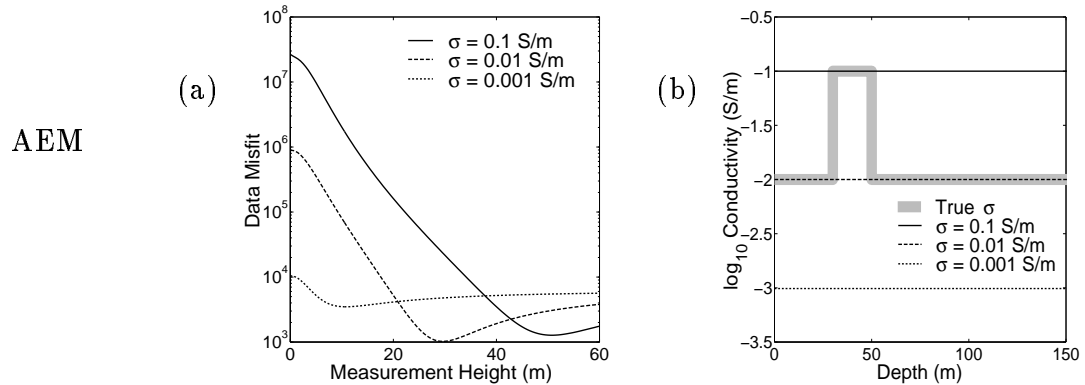 AEM
(a)
10^8
10^7
10^6
10^5
10^4
10^3
Data Misfit
σ = 0.1 S/m
σ = 0.01 S/m
σ = 0.001 S/m
0 20 40 60
Measurement Height (m)
(b)
-0.5
-1
-1.5
-2
-2.5
-3
-3.5
log10 Conductivity (S/m)
True σ
σ = 0.1 S/m
σ = 0.01 S/m
σ = 0.001 S/m
0 50 100 150
Depth (m)